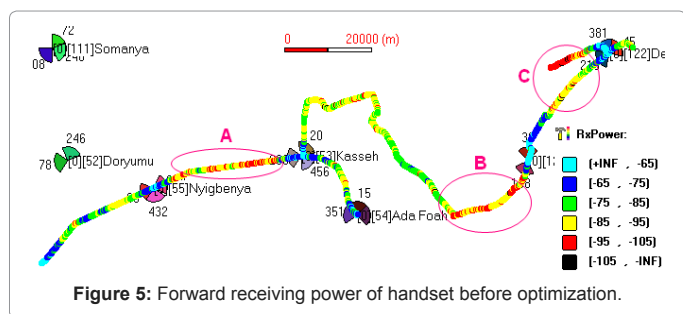 72
0 20000 (m)
381
45
08
[0][111]Somanya
240
[0][122]De
C
A
246
78
[0][52]Doryumu
20
[53]Kasseh
456
[55]Nyigbenya
432
15
351
[0][54]Ada Foah
B
RxPower:
[+INF , -65)
[-65 , -75)
[-75 , -85)
[-85 , -95)
[-95 , -105)
[-105 , -INF)
Figure 5: Forward receiving power of handset before optimization.